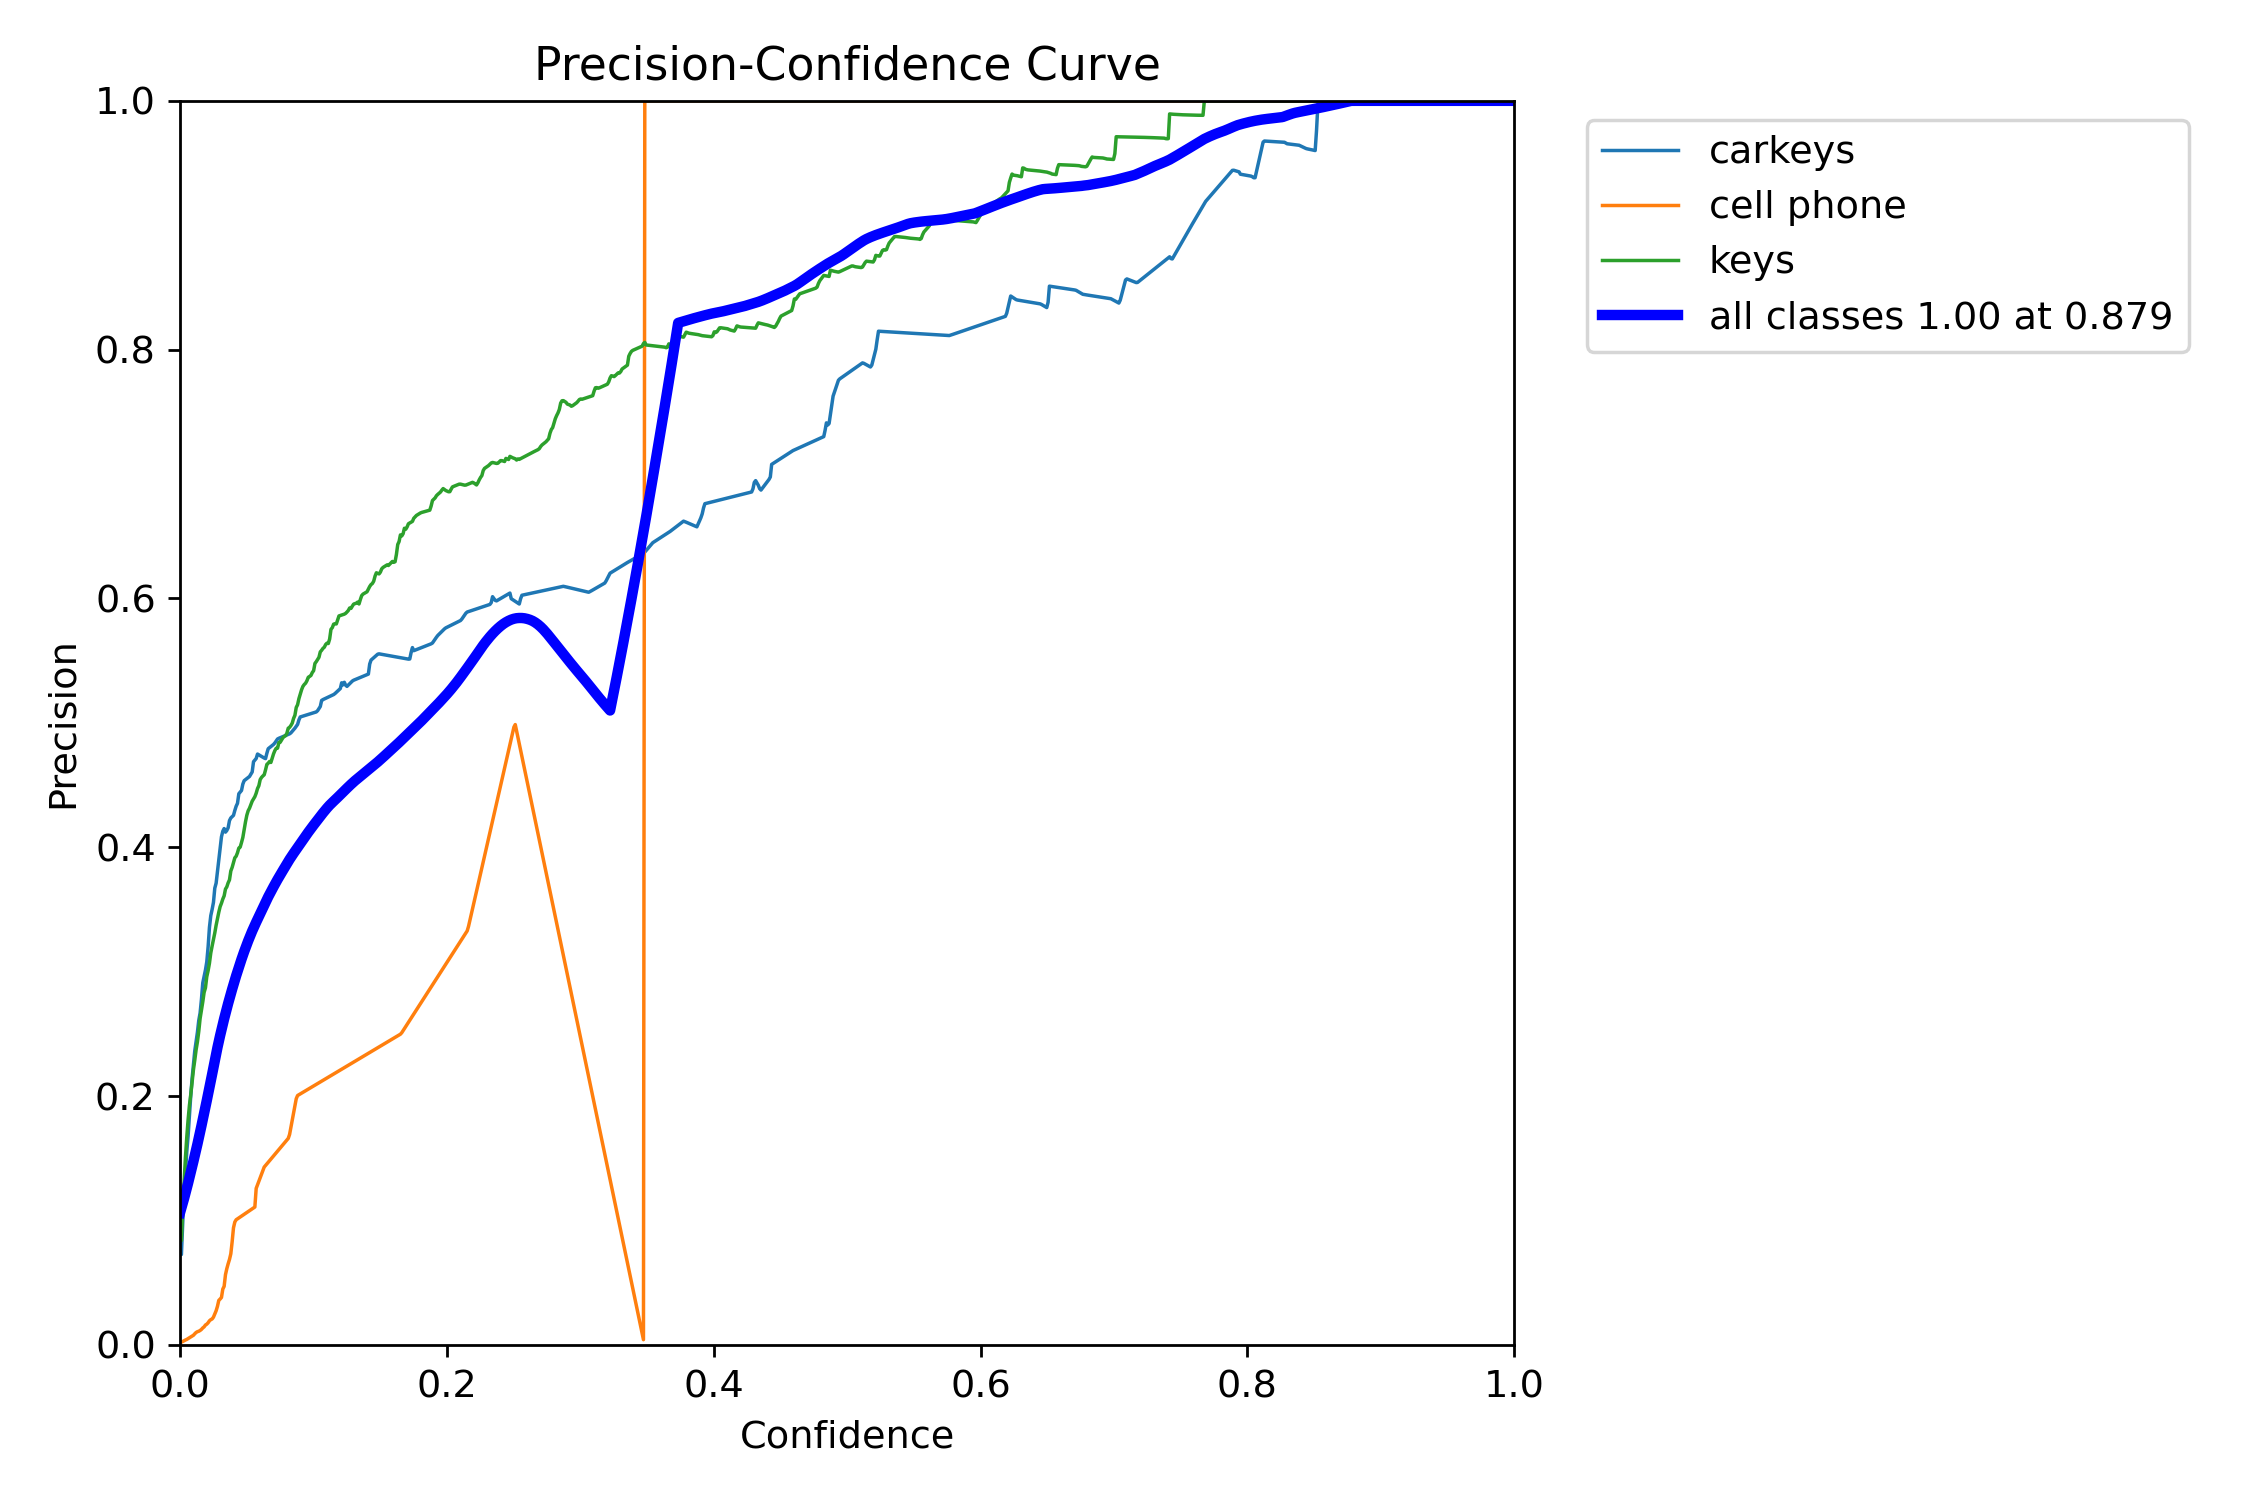 Precision-Confidence Curve
1.0
0.8
0.6
0.4
0.2
0.0
Precision
0.0 0.2 0.4 0.6 0.8 1.0
Confidence
carkeys
cell phone
keys
all classes 1.00 at 0.879